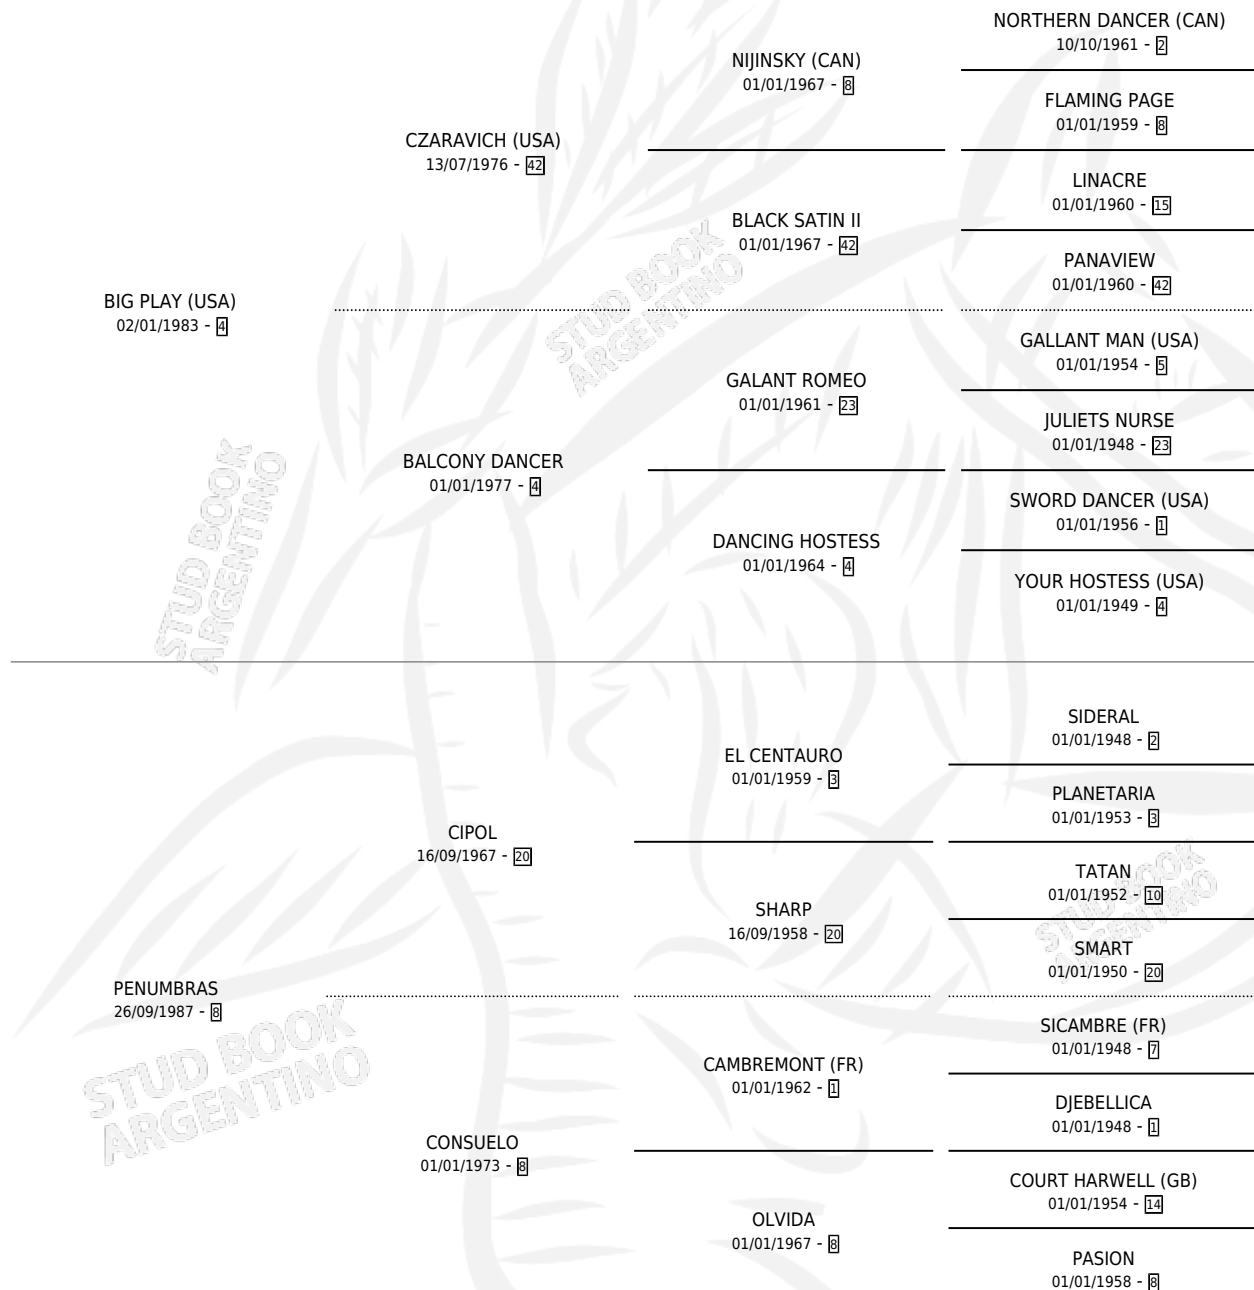 NORTHERN DANCER (CAN)
10/10/1961 - 2
NIJINSKY (CAN)
01/01/1967 - 8
FLAMING PAGE
01/01/1959 - 8
CZARAVICH (USA)
13/07/1976 - 42
LINACRE
01/01/1960 - 15
BLACK SATIN II
01/01/1967 - 42
PANAVIEW
01/01/1960 - 42
BIG PLAY (USA)
02/01/1983 - 4
GALLANT MAN (USA)
01/01/1954 - 5
GALANT ROMEO
01/01/1961 - 23
JULIETS NURSE
01/01/1948 - 23
BALCONY DANCER
01/01/1977 - 4
SWORD DANCER (USA)
01/01/1956 - 1
DANCING HOSTESS
01/01/1964 - 4
YOUR HOSTESS (USA)
01/01/1949 - 4
SIDERAL
01/01/1948 - 2
EL CENTAURO
01/01/1959 - 3
PLANETARIA
01/01/1953 - 3
CIPOL
16/09/1967 - 20
TATAN
01/01/1952 - 10
SHARP
16/09/1958 - 20
SMART
01/01/1950 - 20
PENUMBRAS
26/09/1987 - 8
SICAMBRE (FR)
01/01/1948 - 7
CAMBREMONT (FR)
01/01/1962 - 1
DJEBELLICA
01/01/1948 - 1
CONSUELO
01/01/1973 - 8
COURT HARWELL (GB)
01/01/1954 - 14
OLVIDA
01/01/1967 - 8
PASION
01/01/1958 - 8
STUD BOOK
ARGENTINO
STUD BOOK
ARGENTINO
STUD BOOK
ARGENTINO
STUD BOOK
ARGENTINO